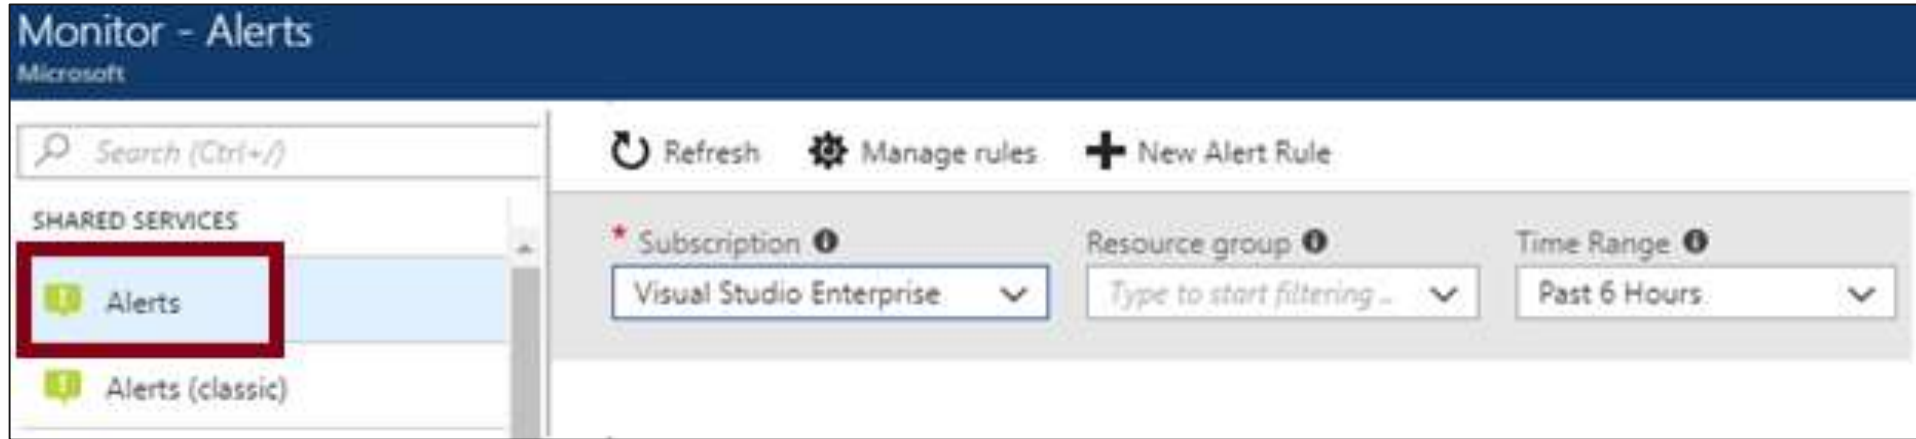 Monitor - Alerts
Microsoft
Search (Ctrl+/)
Refresh Manage rules New Alert Rule
SHARED SERVICES
* Subscription Resource group Time Range
Visual Studio Enterprise Type to start filtering ... Past 6 Hours
Alerts
Alerts (classic)